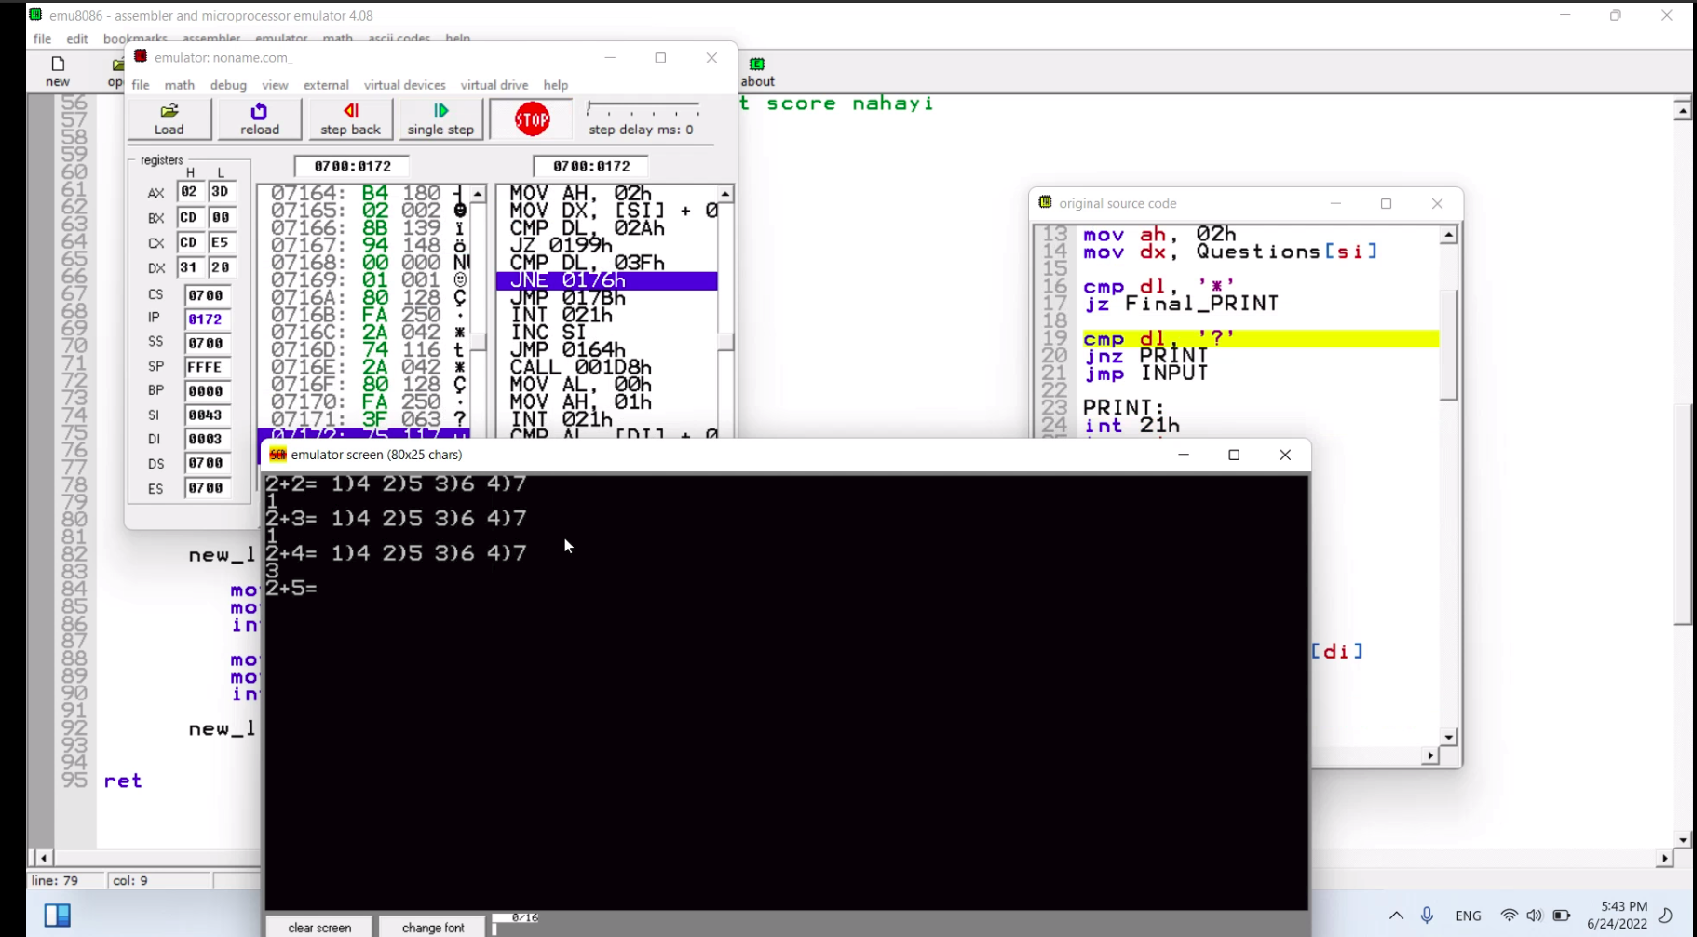 emu8086 - assembler and microprocessor emulator 4.08
file edit bookmarks assembler emulator math ascii codes help
new
about
emulator: noname.com_
file math debug view external virtual devices virtual drive help
Load reload step back single step STOP step delay ms: 0
registers
H L
AX 02 3D
BX CD 00
CX CD E5
DX 31 20
CS 0700
IP 0172
SS 0700
SP FFFE
BP 0000
SI 0043
DI 0003
DS 0700
ES 0700
0700:0172
07164: B4 180 ┤
07165: 02 002 ☻
07166: 8B 139 ï
07167: 94 148 ö
07168: 00 000
07169: 01 001 ☺
0716A: 80 128 Ç
0716B: FA 250 ·
0716C: 2A 042 *
0716D: 74 116 t
0716E: 2A 042 *
0716F: 80 128 Ç
07170: FA 250 ·
07171: 3F 063 ?
07172: 75 117 u
0700:0172
MOV AH, 02h
MOV DX, [SI] + 0
CMP DL, 02Ah
JZ 0199h
CMP DL, 03Fh
JNE 0176h
JMP 017Bh
INT 021h
INC SI
JMP 0164h
CALL 001D8h
MOV AL, 00h
MOV AH, 01h
INT 021h
CMP AL, [DI] + 0
t score nahayi
original source code
13 mov ah, 02h
14 mov dx, Questions[si]
15
16 cmp dl, '*'
17 jz Final_PRINT
18
19 cmp dl, '?'
20 jnz PRINT
21 jmp INPUT
22
23 PRINT:
24 int 21h
[di]
emulator screen (80x25 chars)
2+2= 1)4 2)5 3)6 4)7
1
2+3= 1)4 2)5 3)6 4)7
1
2+4= 1)4 2)5 3)6 4)7
3
2+5=
clear screen change font 0/16
56
57
58
59
60
61
62
63
64
65
66
67
68
69
70
71
72
73
74
75
76
77
78
79
80
81
82 new_l
83
84 mo
85 mo
86 in
87
88 mo
89 mo
90 in
91
92 new_l
93
94
95 ret
line: 79 col: 9
ENG
5:43 PM
6/24/2022